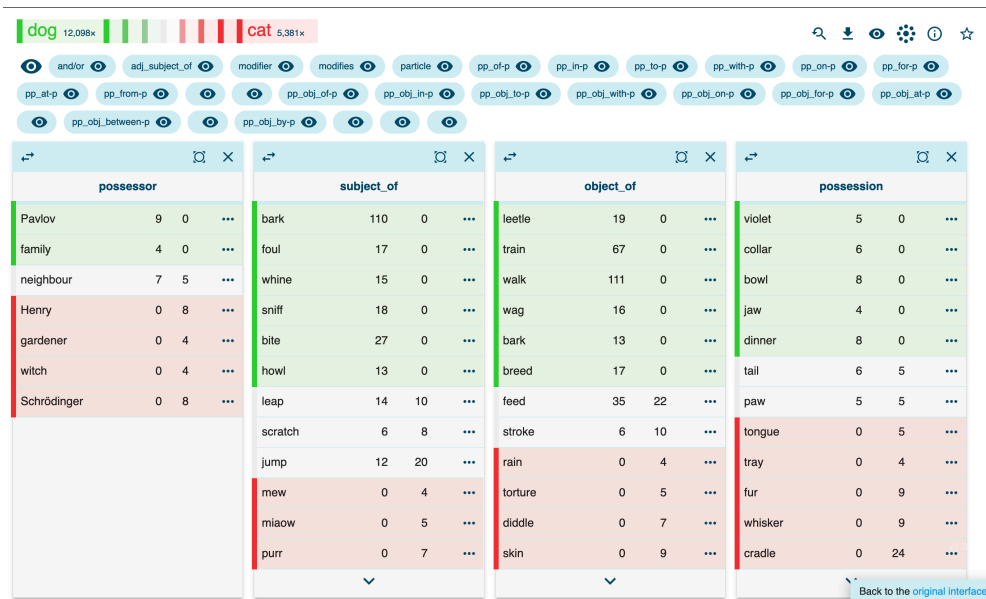 dog 12,098× cat 5,381×
and/or adj_subject_of modifier modifies particle pp_of-p pp_in-p pp_to-p pp_with-p pp_on-p pp_for-p
pp_at-p pp_from-p pp_obj_of-p pp_obj_in-p pp_obj_to-p pp_obj_with-p pp_obj_on-p pp_obj_for-p pp_obj_at-p
pp_obj_between-p pp_obj_by-p
possessor
Pavlov 9 0
family 4 0
neighbour 7 5
Henry 0 8
gardener 0 4
witch 0 4
Schrödinger 0 8
subject_of
bark 110 0
foul 17 0
whine 15 0
sniff 18 0
bite 27 0
howl 13 0
leap 14 10
scratch 6 8
jump 12 20
mew 0 4
miaow 0 5
purr 0 7
object_of
leetle 19 0
train 67 0
walk 111 0
wag 16 0
bark 13 0
breed 17 0
feed 35 22
stroke 6 10
rain 0 4
torture 0 5
diddle 0 7
skin 0 9
possession
violet 5 0
collar 6 0
bowl 8 0
jaw 4 0
dinner 8 0
tail 6 5
paw 5 5
tongue 0 5
tray 0 4
fur 0 9
whisker 0 9
cradle 0 24
Back to the original interface